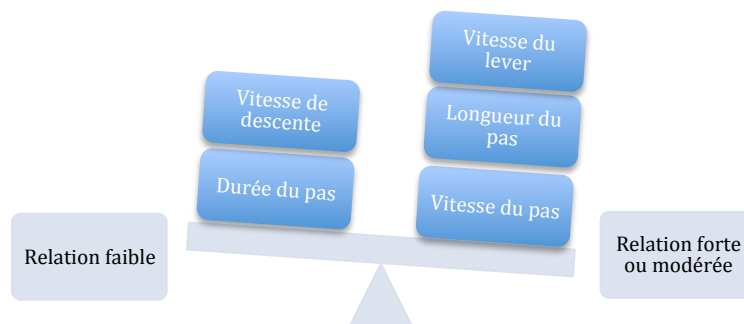 Vitesse du
lever
Vitesse de
descente
Longueur du
pas
Durée du pas
Vitesse du pas
Relation faible
Relation forte
ou modérée